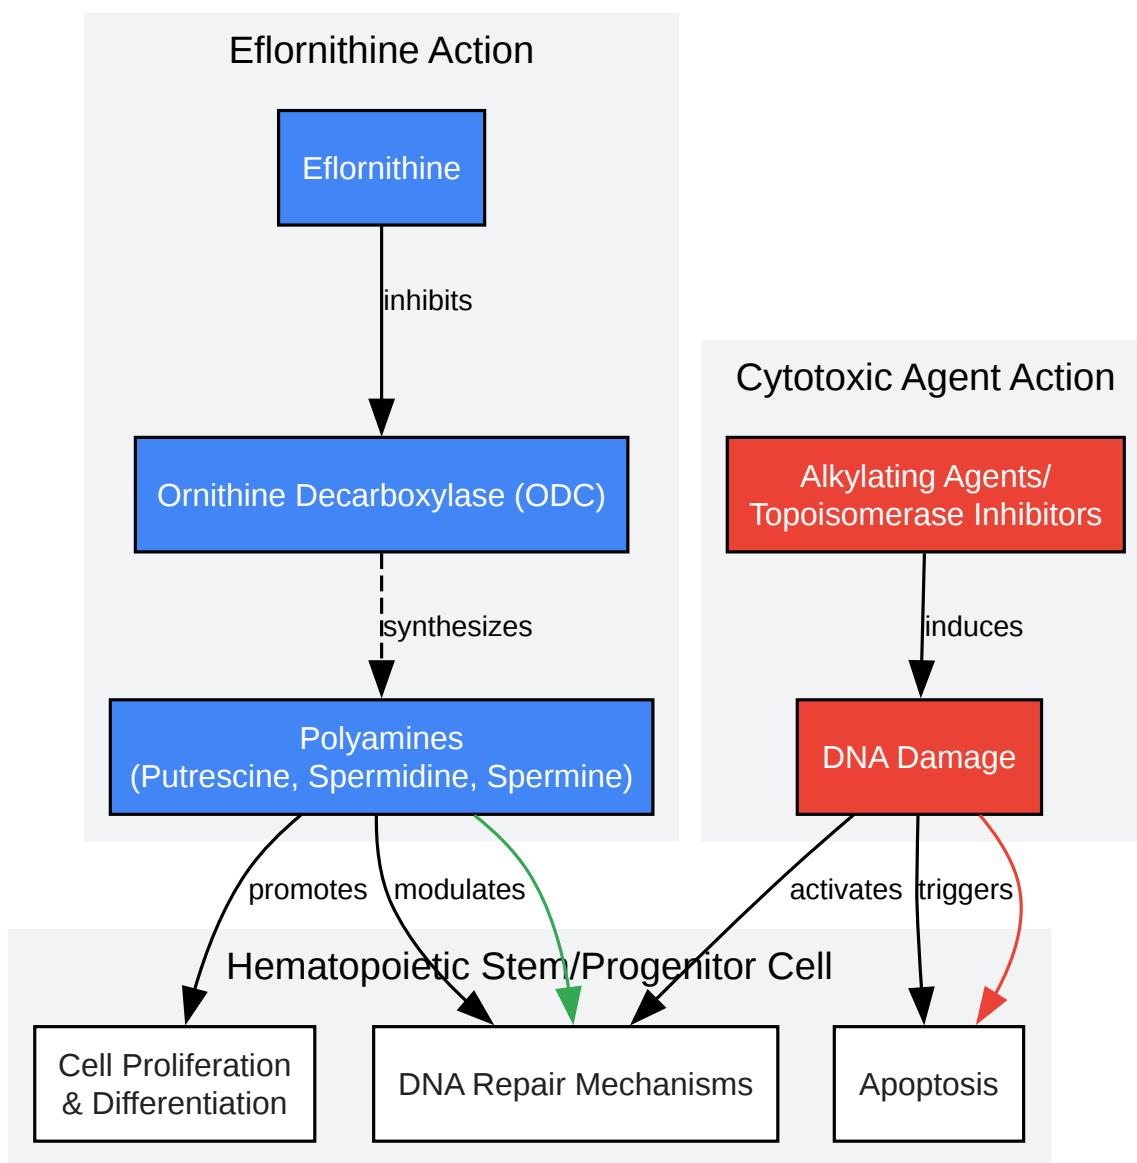 Eflornithine Action
Eflornithine
inhibits
Cytotoxic Agent Action
Ornithine Decarboxylase (ODC)
Alkylating Agents/
Topoisomerase Inhibitors
synthesizes
induces
Polyamines
(Putrescine, Spermidine, Spermine)
DNA Damage
promotes
modulates
activates
triggers
Hematopoietic Stem/Progenitor Cell
Cell Proliferation
& Differentiation
DNA Repair Mechanisms
Apoptosis